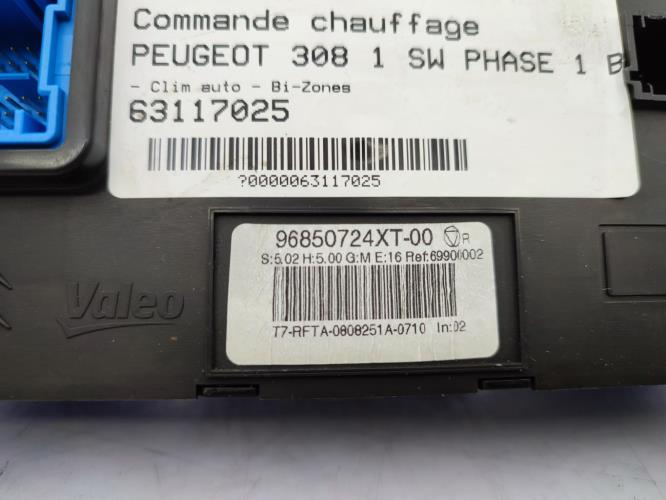 Commande chauffage
PEUGEOT 308 1 SW PHASE 1 B
- Clim auto - Bi-Zones
63117025
?0000063117025
96850724XT-00 R
S:5.02 H:5.00 G:M E:16 Ref:69900002
T7-RFTA-0808251A-0710 In:02
Valeo